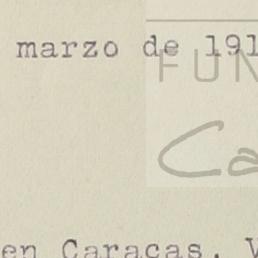 marzo de 191
FUN
Ca
en Caracas. V